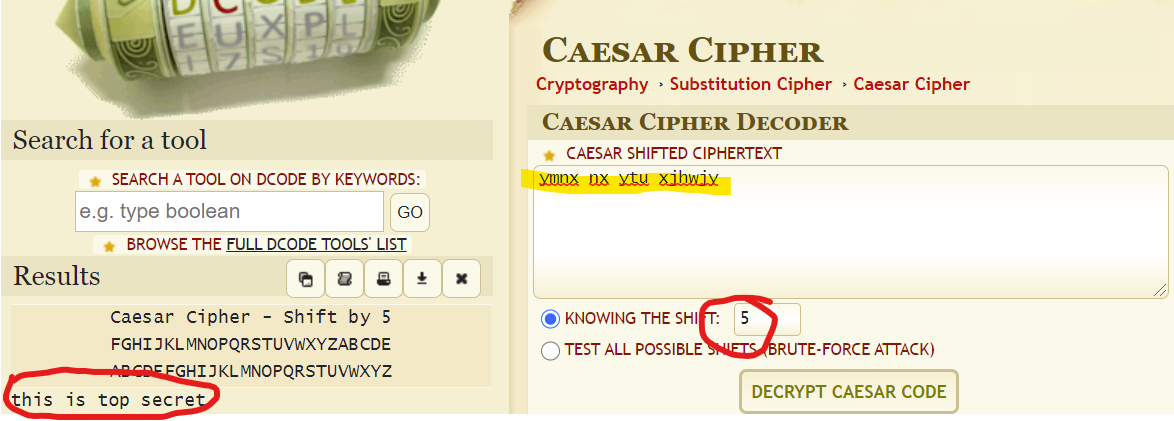 D C O D E
E U X P L
Search for a tool
SEARCH A TOOL ON DCODE BY KEYWORDS:
e.g. type boolean
GO
BROWSE THE FULL DCODE TOOLS' LIST
Results
Caesar Cipher - Shift by 5
FGHIJKLMNOPQRSTUVWXYZABCDE
ABCDEFGHIJKLMNOPQRSTUVWXYZ
this is top secret
CAESAR CIPHER
Cryptography › Substitution Cipher › Caesar Cipher
CAESAR CIPHER DECODER
CAESAR SHIFTED CIPHERTEXT
ymnx nx ytu xjhwjy
KNOWING THE SHIFT: 5
TEST ALL POSSIBLE SHIFTS (BRUTE-FORCE ATTACK)
DECRYPT CAESAR CODE